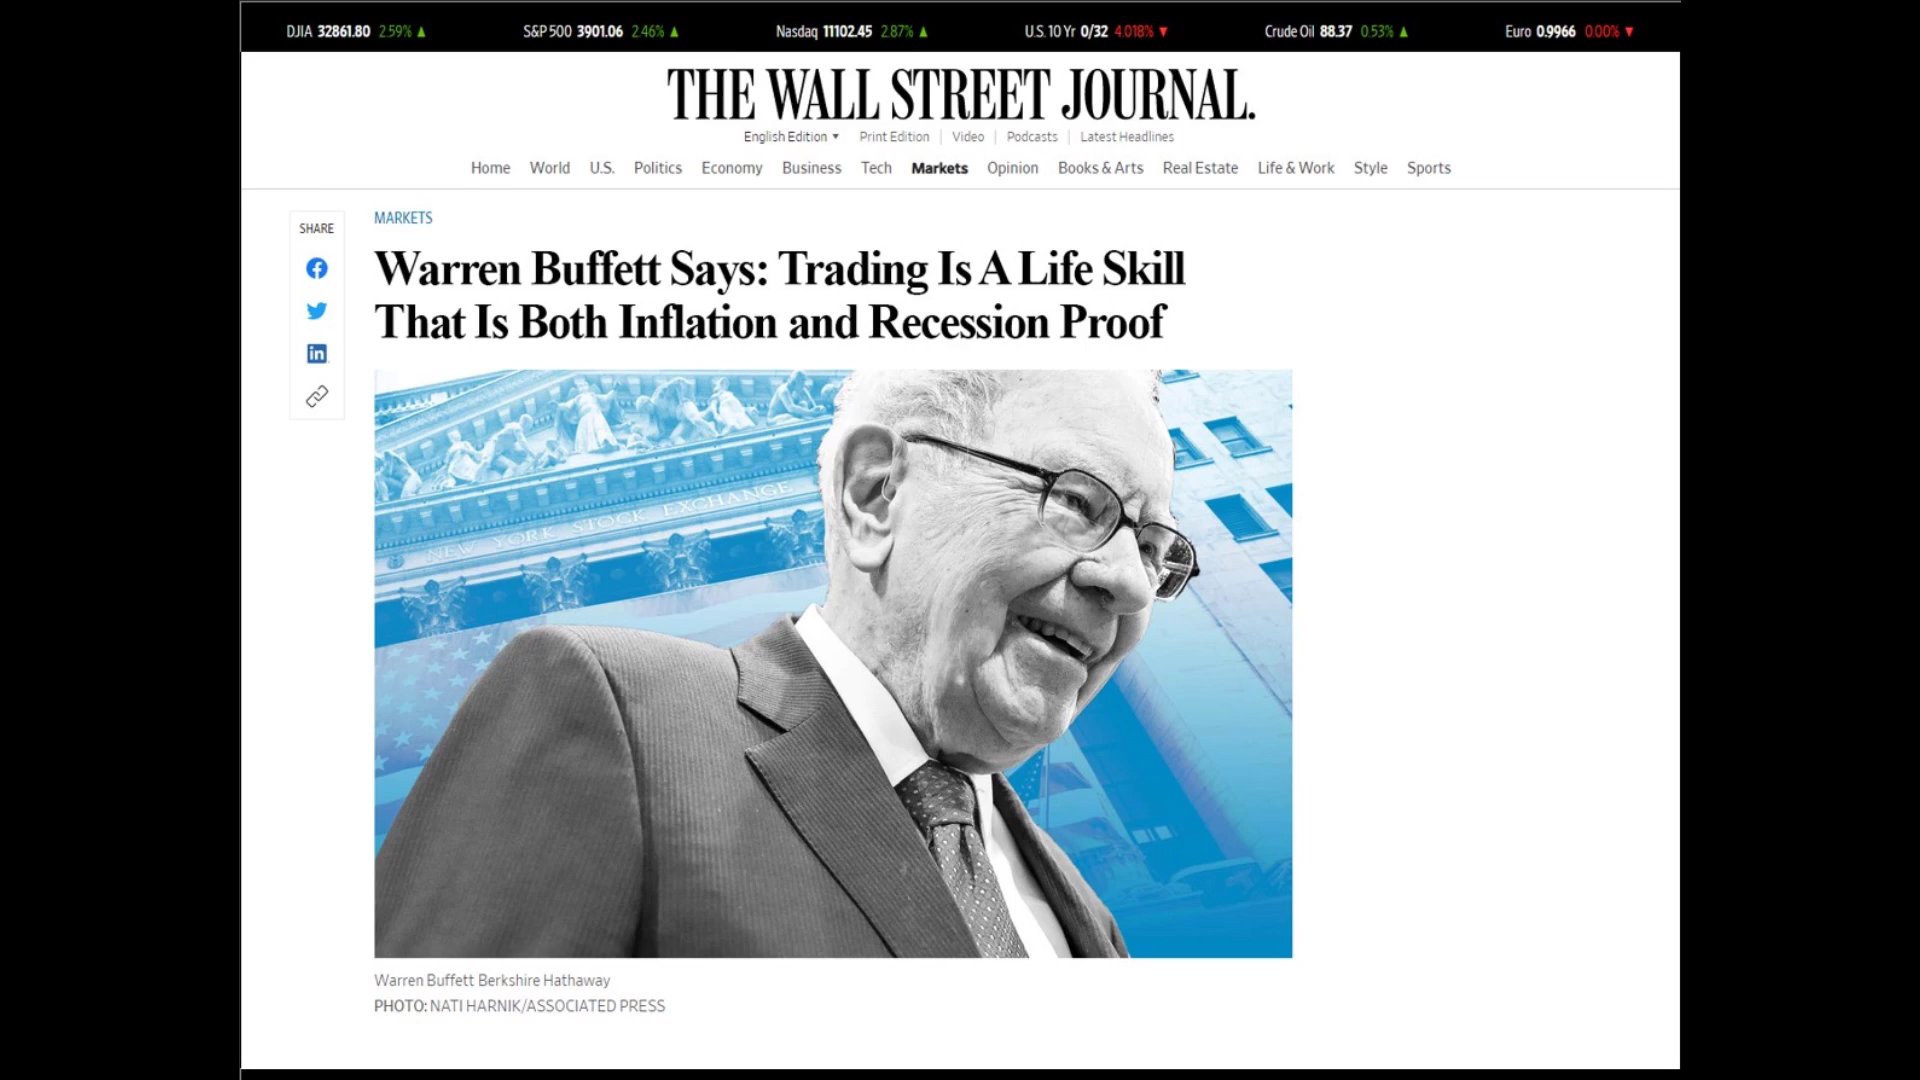 DJIA 32861.80 2.59% ▲ S&P 500 3901.06 2.46% ▲ Nasdaq 11102.45 2.87% ▲ U.S. 10 Yr 0/32 4.018% ▼ Crude Oil 88.37 0.53% ▲ Euro 0.9966 0.00% ▼
THE WALL STREET JOURNAL.
English Edition ▼ Print Edition | Video | Podcasts | Latest Headlines
Home World U.S. Politics Economy Business Tech Markets Opinion Books & Arts Real Estate Life & Work Style Sports
SHARE
MARKETS
Warren Buffett Says: Trading Is A Life Skill
That Is Both Inflation and Recession Proof
NEW YORK STOCK EXCHANGE
Warren Buffett Berkshire Hathaway
PHOTO: NATI HARNIK/ASSOCIATED PRESS